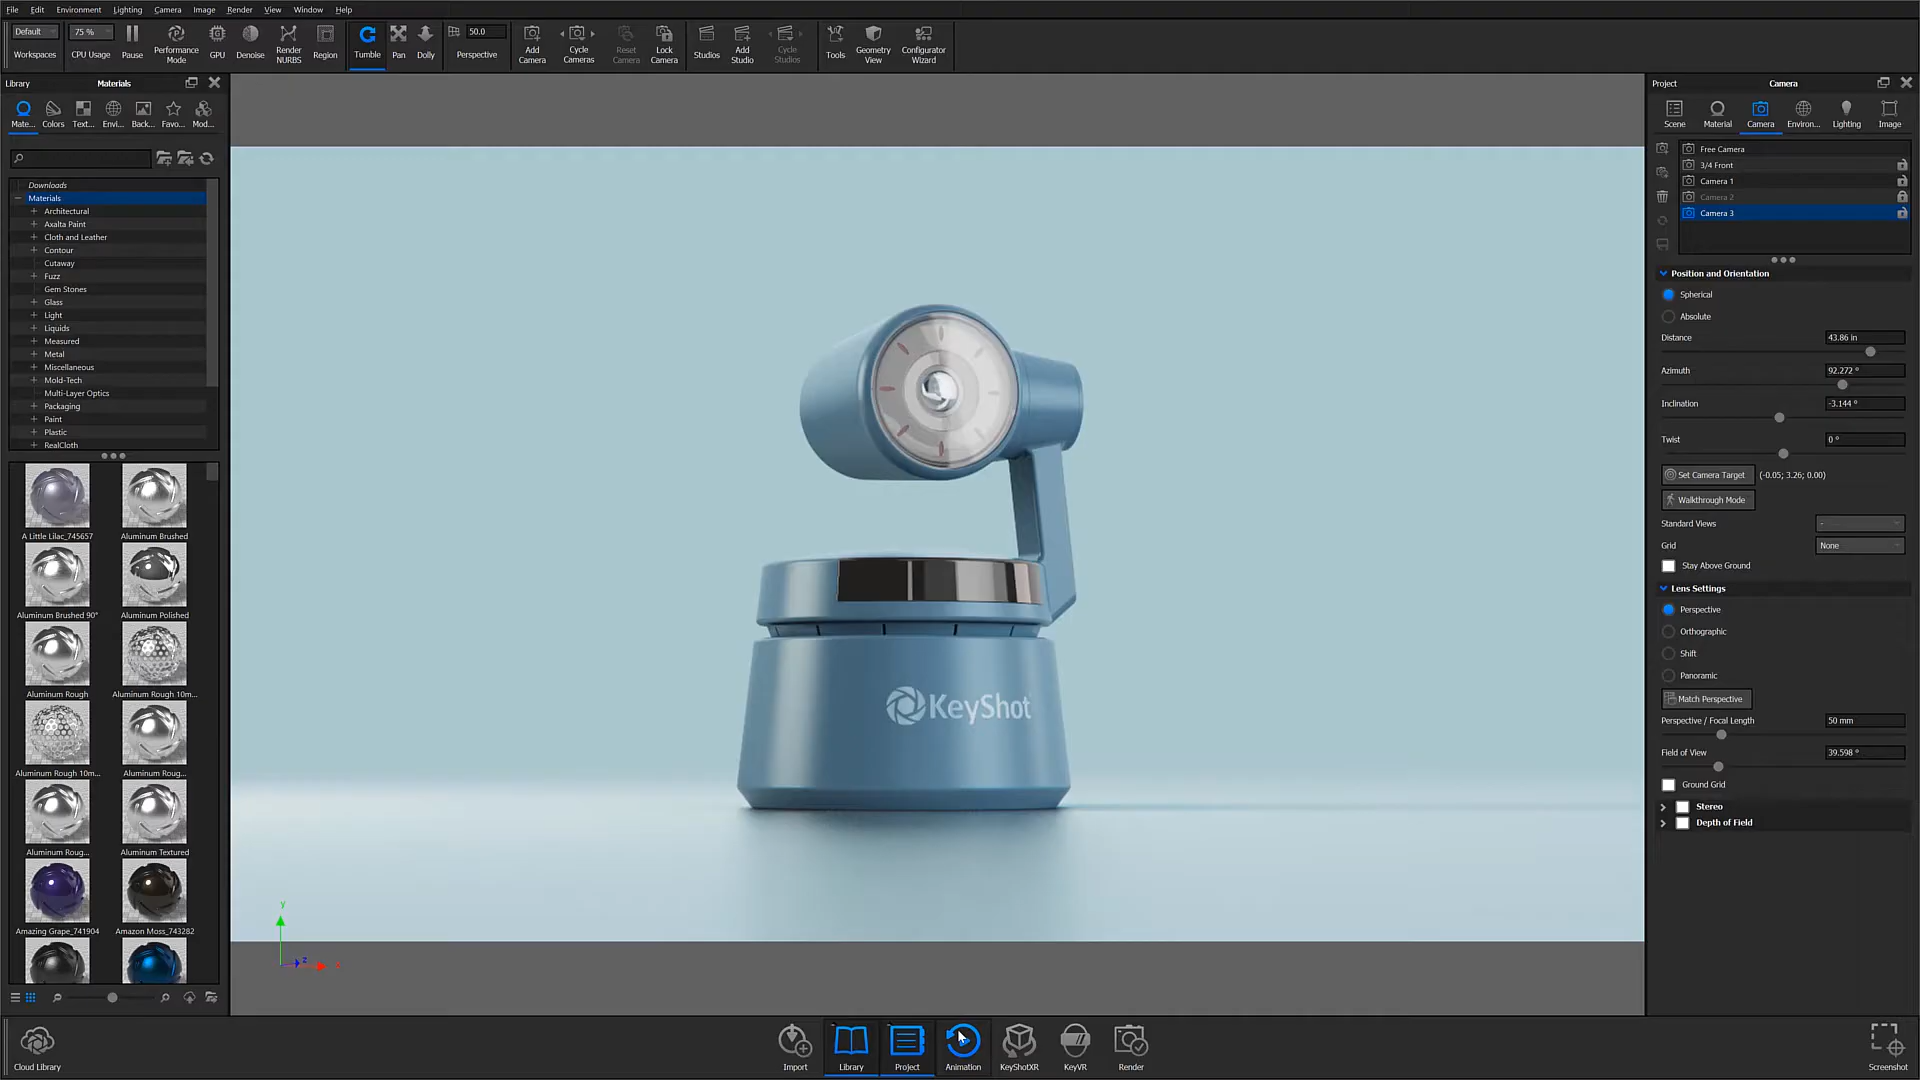 File Edit Environment Lighting Camera Image Render View Window Help
Default 75 % 50.0
Workspaces CPU Usage Pause Performance Mode GPU Denoise Render NURBS Region Tumble Pan Dolly Perspective Add Camera Cycle Cameras Reset Camera Lock Camera Studios Add Studio Cycle Studios Tools Geometry View Configurator Wizard
Library Materials
Mate... Colors Text... Envi... Back... Favo... Mod...
Downloads
Materials
Architectural
Axalta Paint
Cloth and Leather
Contour
Cutaway
Fuzz
Gem Stones
Glass
Light
Liquids
Measured
Metal
Miscellaneous
Mold-Tech
Multi-Layer Optics
Packaging
Paint
Plastic
RealCloth
A Little Lilac_745657 Aluminum Brushed
Aluminum Brushed 90° Aluminum Polished
Aluminum Rough Aluminum Rough 10m...
Aluminum Rough 10m... Aluminum Roug...
Aluminum Roug... Aluminum Textured
Amazing Grape_741904 Amazon Moss_743282
KeyShot
y
z x
Project Camera
Scene Material Camera Environ... Lighting Image
Free Camera
3/4 Front
Camera 1
Camera 2
Camera 3
Position and Orientation
Spherical
Absolute
Distance 43.86 in
Azimuth 92.272 °
Inclination -3.144 °
Twist 0 °
Set Camera Target (-0.05; 3.26; 0.00)
Walkthrough Mode
Standard Views -
Grid None
Stay Above Ground
Lens Settings
Perspective
Orthographic
Shift
Panoramic
Match Perspective
Perspective / Focal Length 50 mm
Field of View 39.598 °
Ground Grid
Stereo
Depth of Field
Cloud Library Import Library Project Animation KeyShotXR KeyVR Render Screenshot